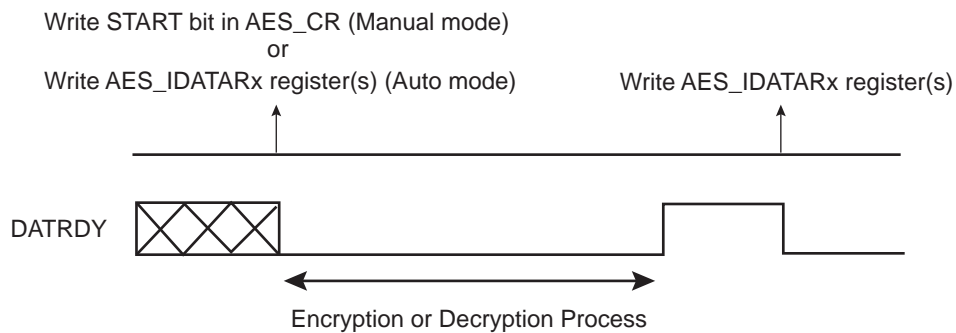 Write START bit in AES_CR (Manual mode)
or
Write AES_IDATARx register(s) (Auto mode)
Write AES_IDATARx register(s)
DATRDY
Encryption or Decryption Process